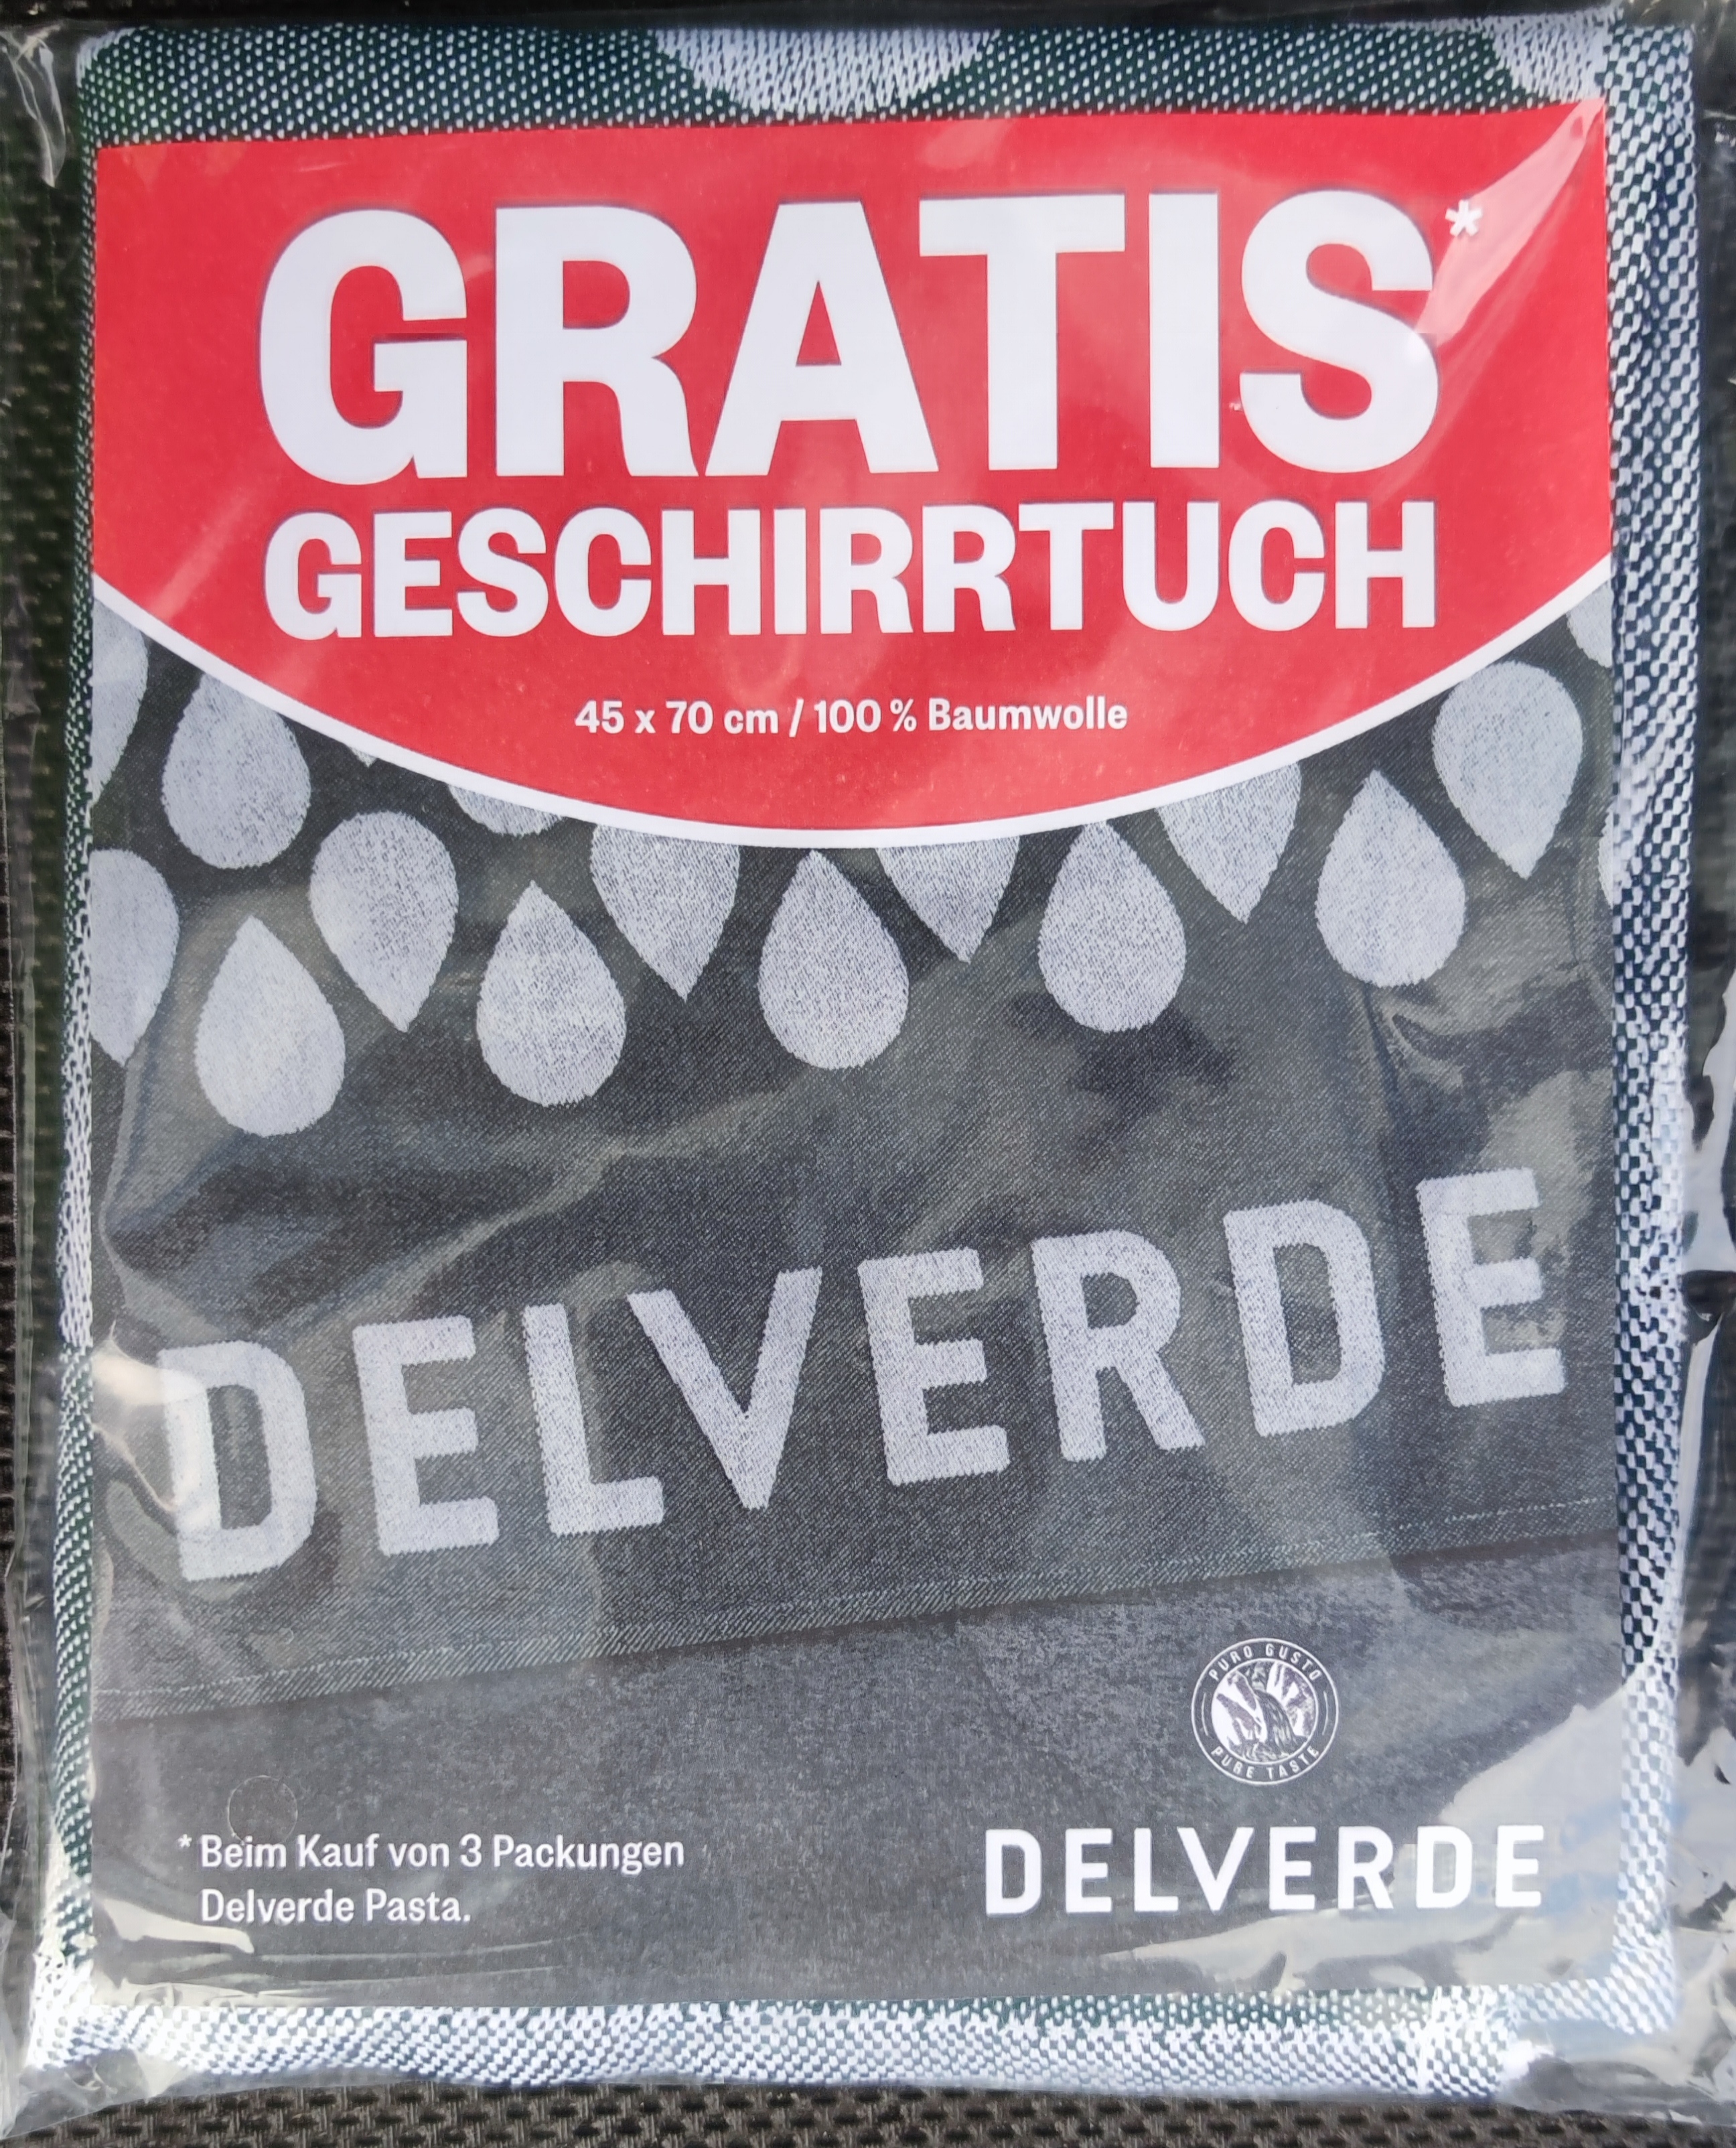 GRATIS*
GESCHIRRTUCH
45 x 70 cm / 100 % Baumwolle
DELVERDE
PURO GUSTO
PURE TASTE
* Beim Kauf von 3 Packungen
Delverde Pasta.
DELVERDE